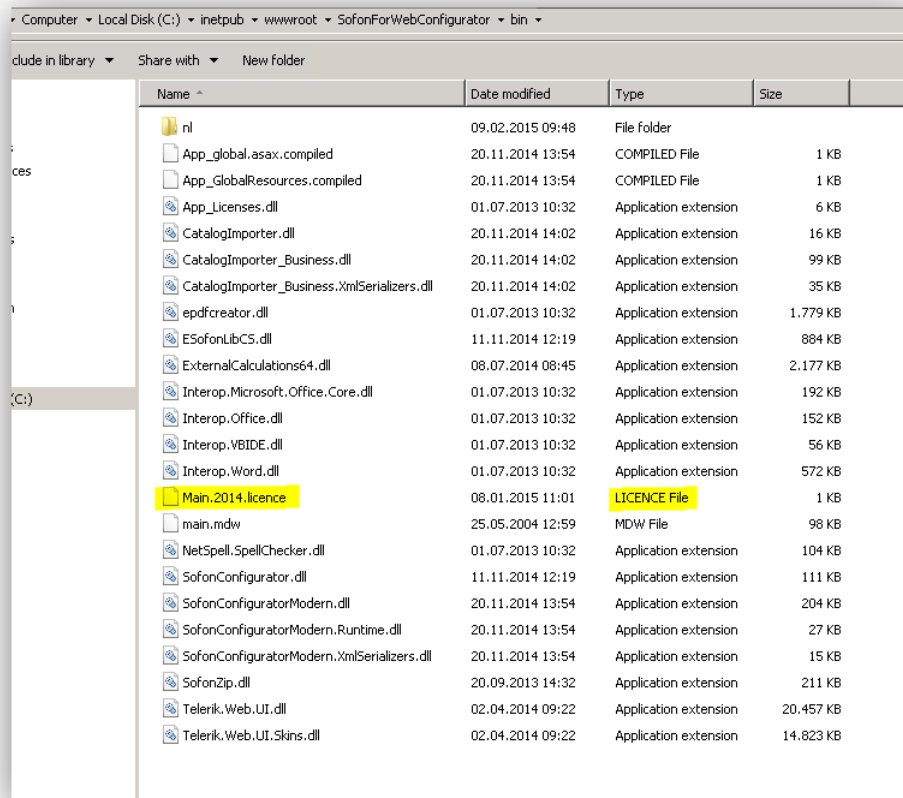 Computer Local Disk (C:) inetpub wwwroot SofonForWebConfigurator bin
clude in library Share with New folder
Name Date modified Type Size
nl 09.02.2015 09:48 File folder
App_global.asax.compiled 20.11.2014 13:54 COMPILED File 1 KB
App_GlobalResources.compiled 20.11.2014 13:54 COMPILED File 1 KB
ces
App_Licenses.dll 01.07.2013 10:32 Application extension 6 KB
CatalogImporter.dll 20.11.2014 14:02 Application extension 16 KB
CatalogImporter_Business.dll 20.11.2014 14:02 Application extension 99 KB
CatalogImporter_Business.XmlSerializers.dll 20.11.2014 14:02 Application extension 35 KB
epdfcreator.dll 01.07.2013 10:32 Application extension 1.779 KB
ESofonLibCS.dll 11.11.2014 12:19 Application extension 884 KB
ExternalCalculations64.dll 08.07.2014 08:45 Application extension 2.177 KB
Interop.Microsoft.Office.Core.dll 01.07.2013 10:32 Application extension 192 KB
(C:)
Interop.Office.dll 01.07.2013 10:32 Application extension 152 KB
Interop.VBIDE.dll 01.07.2013 10:32 Application extension 56 KB
Interop.Word.dll 01.07.2013 10:32 Application extension 572 KB
Main.2014.licence 08.01.2015 11:01 LICENCE File 1 KB
main.mdw 25.05.2004 12:59 MDW File 98 KB
NetSpell.SpellChecker.dll 01.07.2013 10:32 Application extension 104 KB
SofonConfigurator.dll 11.11.2014 12:19 Application extension 111 KB
SofonConfiguratorModern.dll 20.11.2014 13:54 Application extension 204 KB
SofonConfiguratorModern.Runtime.dll 20.11.2014 13:54 Application extension 27 KB
SofonConfiguratorModern.XmlSerializers.dll 20.11.2014 13:54 Application extension 15 KB
SofonZip.dll 20.09.2013 14:32 Application extension 211 KB
Telerik.Web.UI.dll 02.04.2014 09:22 Application extension 20.457 KB
Telerik.Web.UI.Skins.dll 02.04.2014 09:22 Application extension 14.823 KB